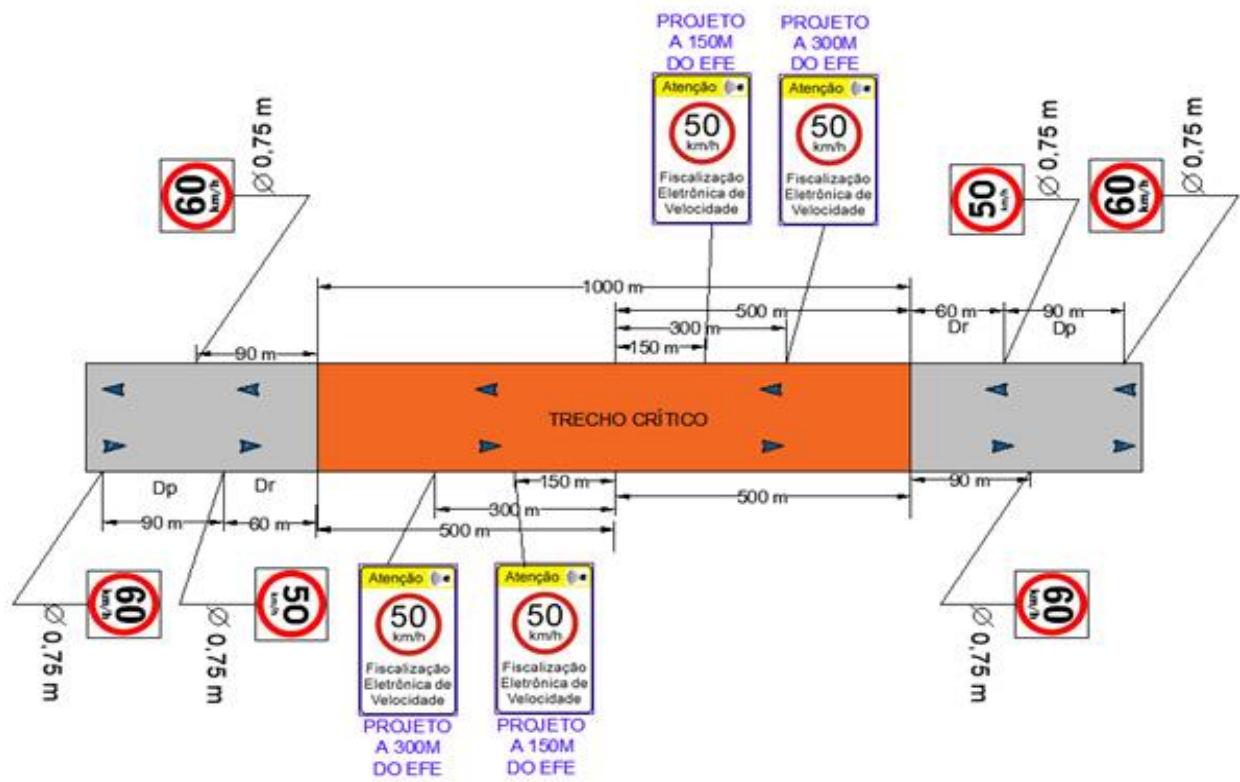 PROJETO
A 150M
DO EFE
PROJETO
A 300M
DO EFE
Atenção
50
km/h
Fiscalização
Eletrônica de
Velocidade
Atenção
50
km/h
Fiscalização
Eletrônica de
Velocidade
60
km/h
Ø 0,75 m
50
km/h
Ø 0,75 m
60
km/h
Ø 0,75 m
1000 m
500 m
60 m
90 m
300 m
Dr
Dp
150 m
90 m
TRECHO CRÍTICO
Dp
Dr
150 m
90 m
300 m
500 m
90 m
60 m
500 m
60
km/h
Ø 0,75 m
50
km/h
Ø 0,75 m
Atenção
50
km/h
Fiscalização
Eletrônica de
Velocidade
PROJETO
A 300M
DO EFE
Atenção
50
km/h
Fiscalização
Eletrônica de
Velocidade
PROJETO
A 150M
DO EFE
60
km/h
Ø 0,75 m